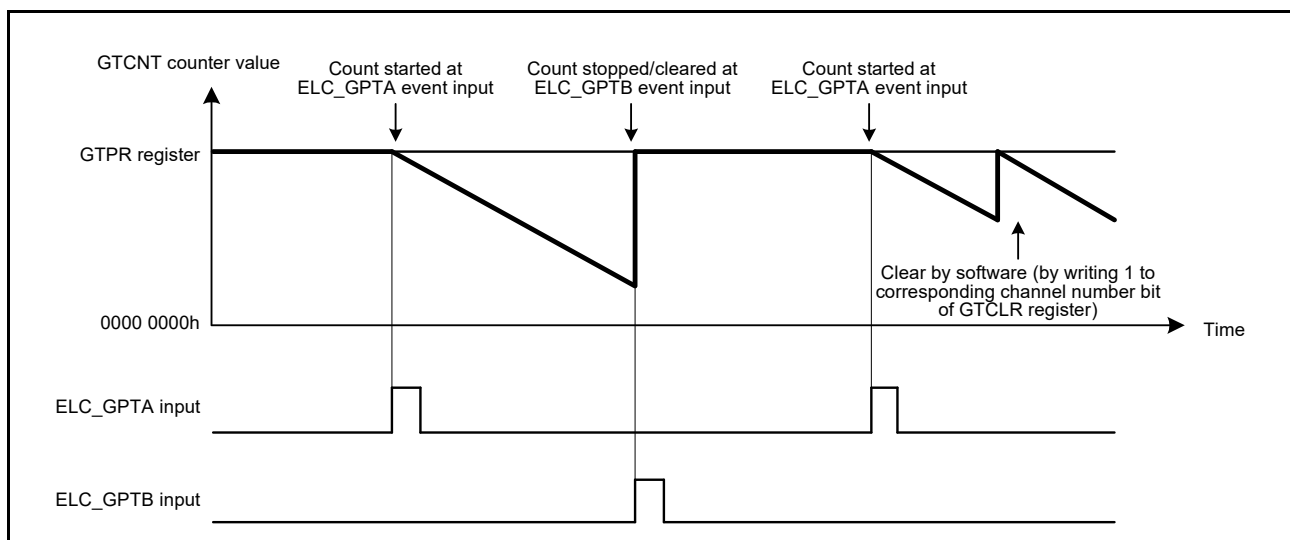 GTCNT counter value
Count started at
ELC_GPTA event input
Count stopped/cleared at
ELC_GPTB event input
Count started at
ELC_GPTA event input
GTPR register
Clear by software (by writing 1 to
corresponding channel number bit
of GTCLR register)
0000 0000h
Time
ELC_GPTA input
ELC_GPTB input